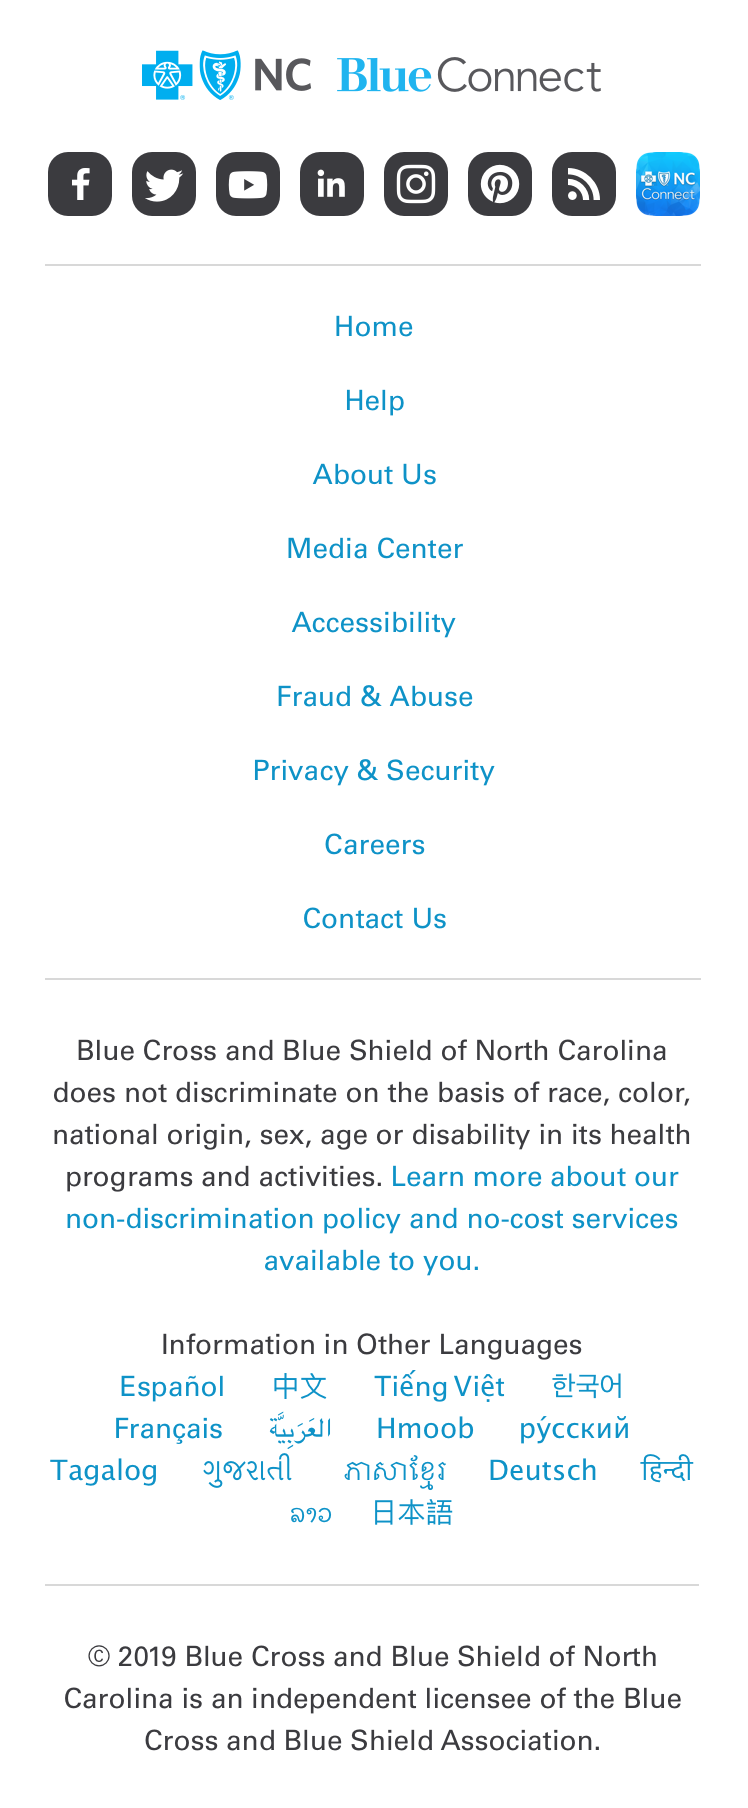 NC Blue Connect
NC
Connect
Home
Help
About Us
Media Center
Accessibility
Fraud & Abuse
Privacy & Security
Careers
Contact Us
Blue Cross and Blue Shield of North Carolina
does not discriminate on the basis of race, color,
national origin, sex, age or disability in its health
programs and activities. Learn more about our
non-discrimination policy and no-cost services
available to you.
Information in Other Languages
Español 中文 Tiếng Việt 한국어
Français العَرَبِيَّة Hmoob ру́сский
Tagalog ગુજરાતી ភាសាខ្មែរ Deutsch हिन्दी
ລາວ 日本語
© 2019 Blue Cross and Blue Shield of North
Carolina is an independent licensee of the Blue
Cross and Blue Shield Association.